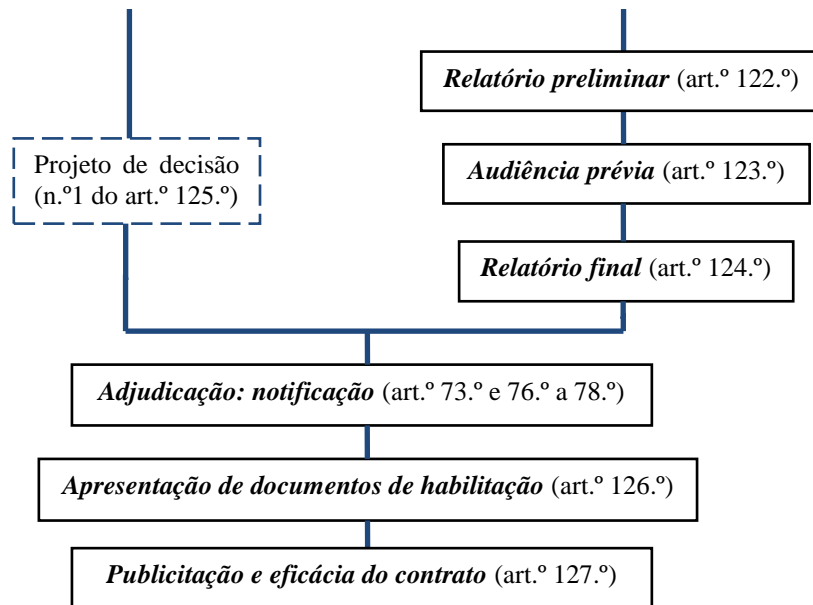 Relatório preliminar (art.º 122.º)
Projeto de decisão
(n.º1 do art.º 125.º)
Audiência prévia (art.º 123.º)
Relatório final (art.º 124.º)
Adjudicação: notificação (art.º 73.º e 76.º a 78.º)
Apresentação de documentos de habilitação (art.º 126.º)
Publicitação e eficácia do contrato (art.º 127.º)